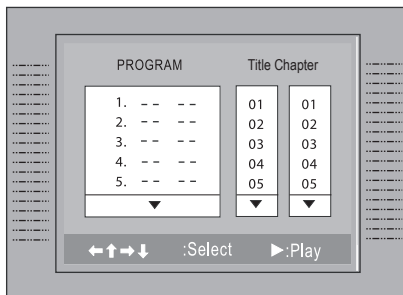 PROGRAM Title Chapter
1. -- -- 01 01
2. -- -- 02 02
3. -- -- 03 03
4. -- -- 04 04
5. -- -- 05 05
▼ ▼ ▼
←↑→↓ :Select ►:Play